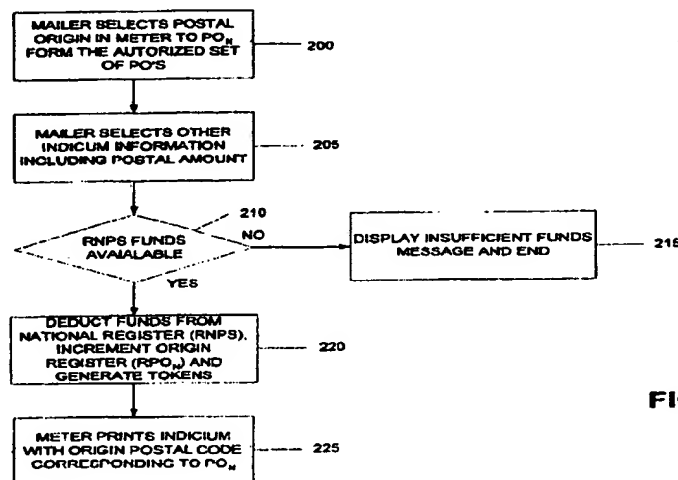 MAILER SELECTS POSTAL
ORIGIN IN METER TO PO_N
FORM THE AUTORIZED SET
OF PO'S
200
MAILER SELECTS OTHER
INDICUM INFORMATION
INCLUDING POSTAL AMOUNT
205
210
RNPS FUNDS
AVAIALABLE
NO
YES
DISPLAY INSUFFICIENT FUNDS
MESSAGE AND END
215
DEDUCT FUNDS FROM
NATIONAL REGISTER (RNPS),
INCREMENT ORIGIN
REGISTER (RPO_N) AND
GENERATE TOKENS
220
METER PRINTS INDICIUM
WITH ORIGIN POSTAL CODE
CORRESPONDING TO PO_N
225